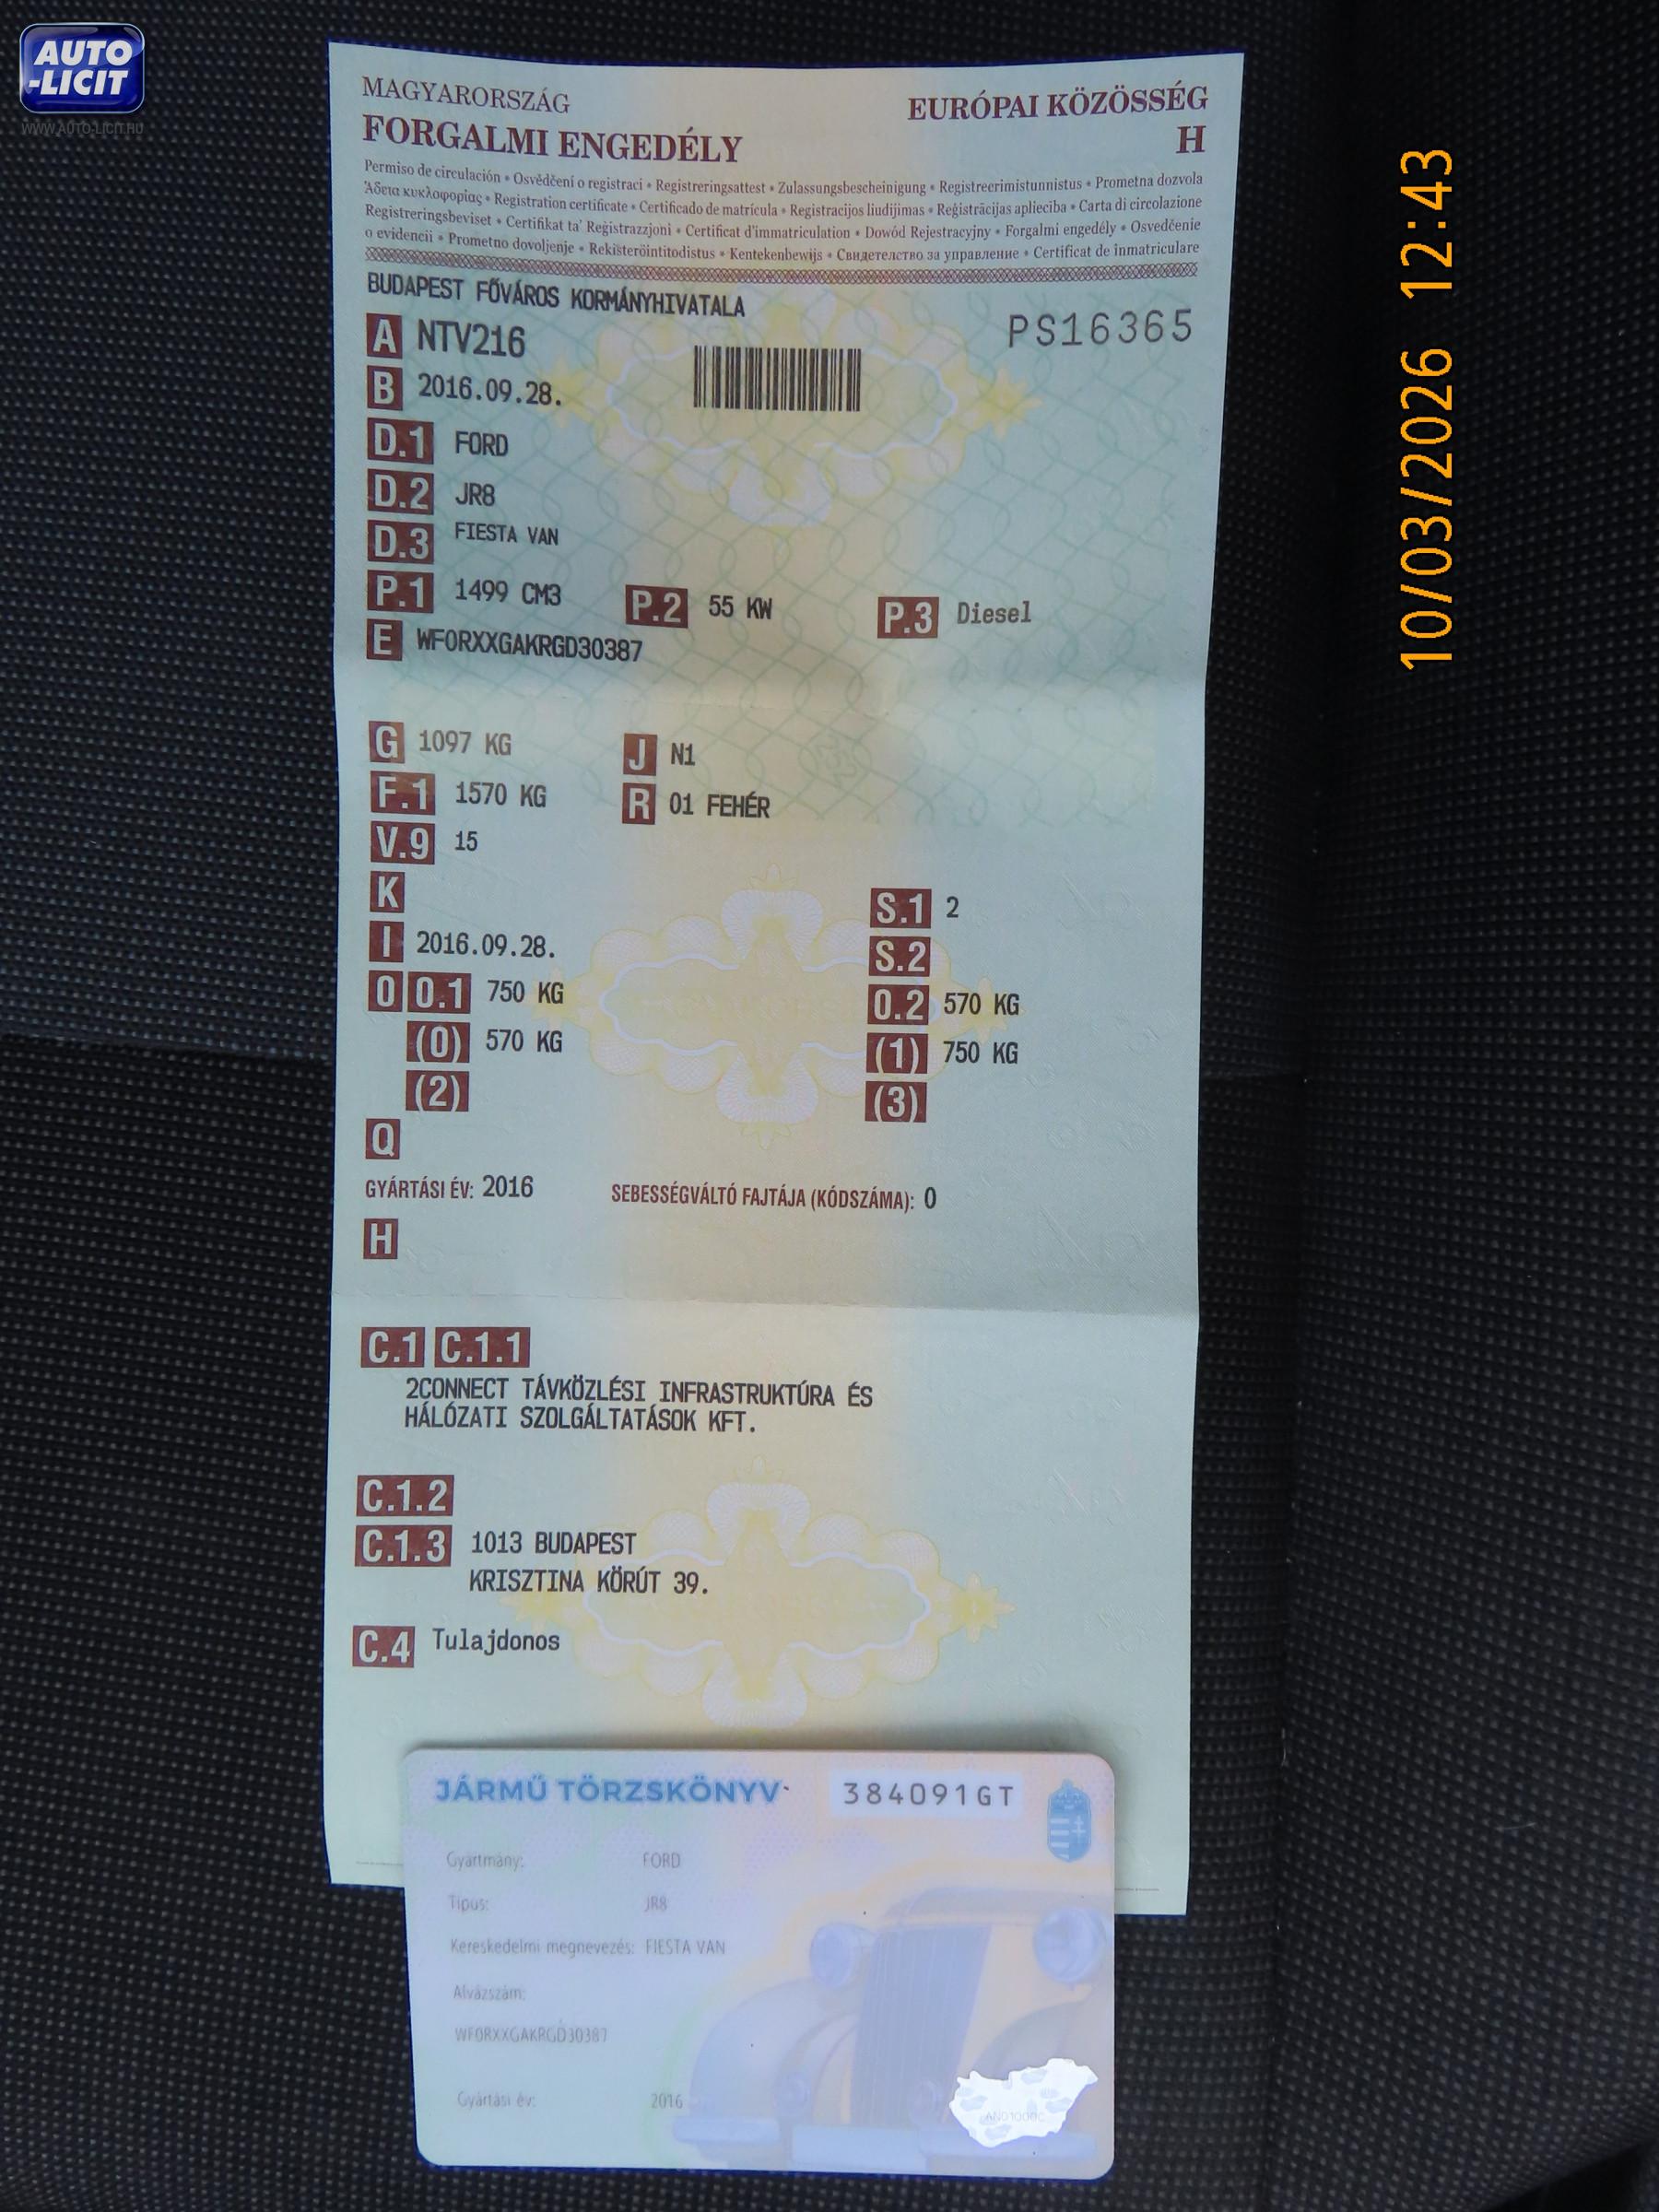 AUTO
-LICIT
WWW.AUTO-LICIT.HU
10/03/2026 12:43
MAGYARORSZÁG
EURÓPAI KÖZÖSSÉG
FORGALMI ENGEDÉLY
H
Permiso de circulación • Osvědčení o registraci • Registreringsattest • Zulassungsbescheinigung • Registreerimistunnistus • Prometna dozvola
Άδεια κυκλοφορίας • Registration certificate • Certificado de matrícula • Registracijos liudijimas • Reģistrācijas apliecība • Carta di circolazione
Registreringsbeviset • Certifikat ta' Reġistrazzjoni • Certificat d'immatriculation • Dowód Rejestracyjny • Forgalmi engedély • Osvedčenie
o evidencii • Prometno dovoljenje • Rekisteröintitodistus • Kentekenbewijs • Свидетелство за управление • Certificat de înmatriculare
BUDAPEST FŐVÁROS KORMÁNYHIVATALA
PS16365
A NTV216
B 2016.09.28.
D.1 FORD
D.2 JR8
D.3 FIESTA VAN
P.1 1499 CM3 P.2 55 KW P.3 Diesel
E WF0RXXGAKRGD30387
G 1097 KG J N1
F.1 1570 KG R 01 FEHÉR
V.9 15
K S.1 2
I 2016.09.28. S.2
O O.1 750 KG O.2 570 KG
(0) 570 KG (1) 750 KG
(2) (3)
Q
GYÁRTÁSI ÉV: 2016 SEBESSÉGVÁLTÓ FAJTÁJA (KÓDSZÁMA): 0
H
C.1 C.1.1
2CONNECT TÁVKÖZLÉSI INFRASTRUKTÚRA ÉS
HÁLÓZATI SZOLGÁLTATÁSOK KFT.
C.1.2
C.1.3 1013 BUDAPEST
KRISZTINA KÖRÚT 39.
C.4 Tulajdonos
JÁRMŰ TÖRZSKÖNYV 384091GT
Gyártmány: FORD
Típus: JR8
Kereskedelmi megnevezés: FIESTA VAN
Alvázszám:
WF0RXXGAKRGD30387
Gyártási év: 2016